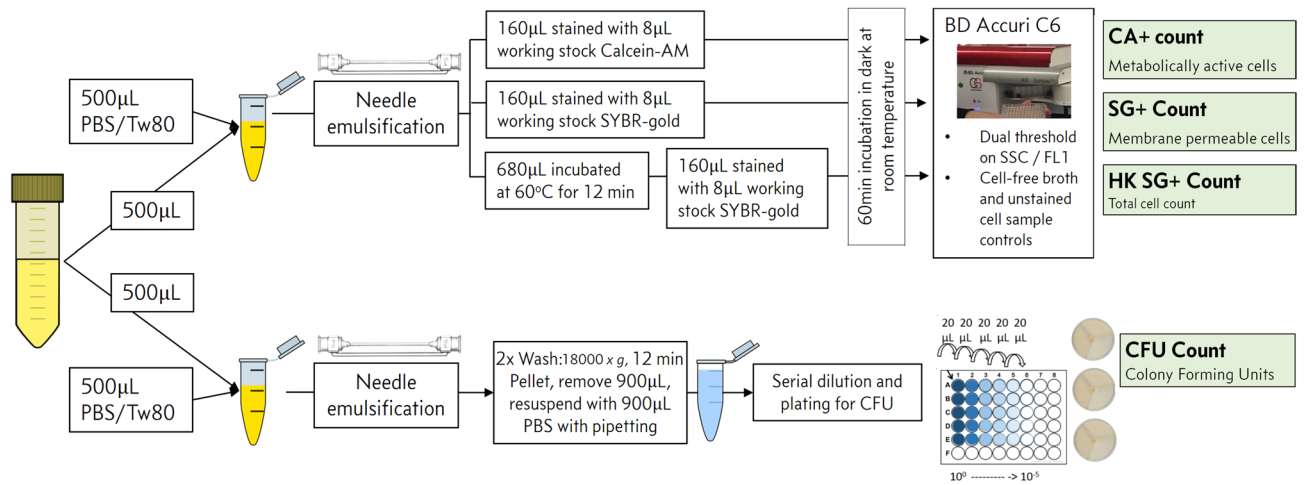 500µL
PBS/Tw80
500µL
Needle
emulsification
160µL stained with 8µL
working stock Calcein-AM
160µL stained with 8µL
working stock SYBR-gold
680µL incubated
at 60°C for 12 min
160µL stained
with 8µL working
stock SYBR-gold
60min incubation in dark at
room temperature
BD Accuri C6
• Dual threshold
on SSC / FL1
• Cell-free broth
and unstained
cell sample
controls
CA+ count
Metabolically active cells
SG+ Count
Membrane permeable cells
HK SG+ Count
Total cell count
500µL
500µL
PBS/Tw80
Needle
emulsification
2x Wash:18000 x g, 12 min
Pellet, remove 900µL,
resuspend with 900µL
PBS with pipetting
Serial dilution and
plating for CFU
20 20 20 20 20
µL µL µL µL µL
1 2 3 4 5 6 7 8
A
B
C
D
E
F
10⁰ --------- -> 10⁻⁵
CFU Count
Colony Forming Units